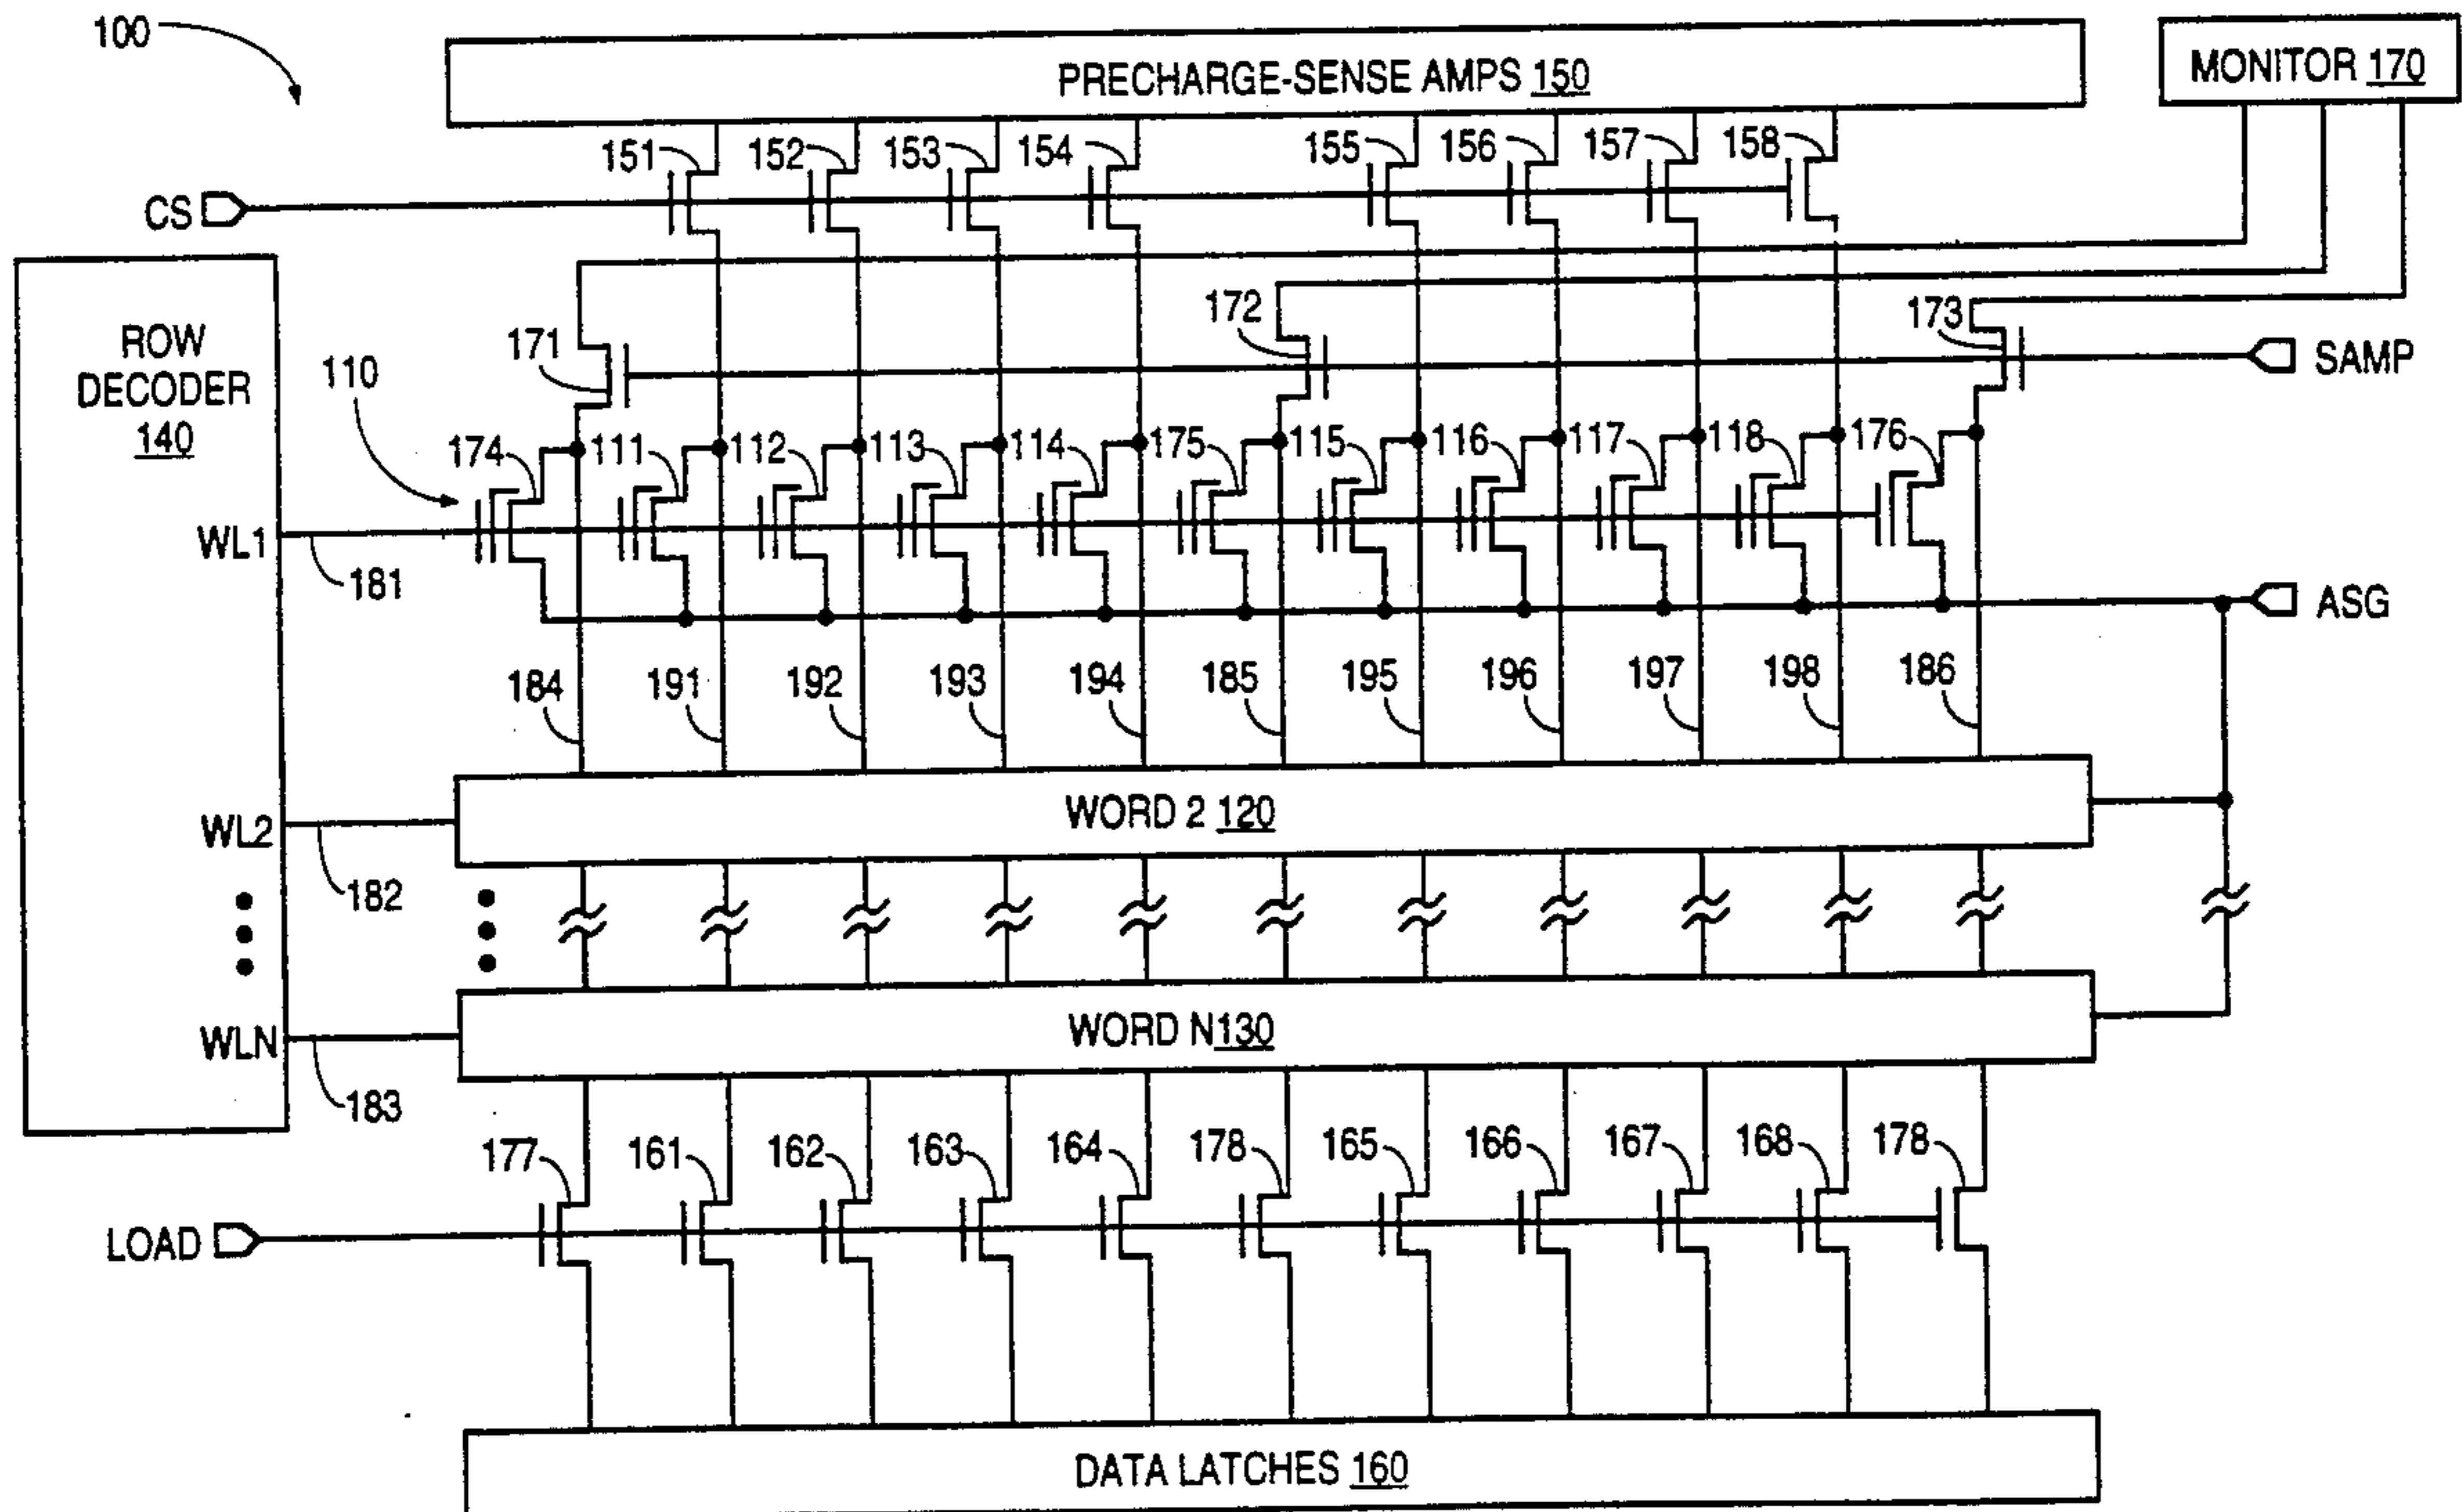 100
PRECHARGE-SENSE AMPS 150
MONITOR 170
151 152 153 154 155 156 157 158
CS
ROW
DECODER
140
171 172 173
SAMP
110
174 111 112 113 114 175 115 116 117 118 176
WL1
181
ASG
184 191 192 193 194 185 195 196 197 198 186
WL2
WORD 2 120
182
WLN
WORD N130
183
177 161 162 163 164 178 165 166 167 168 178
LOAD
DATA LATCHES 160